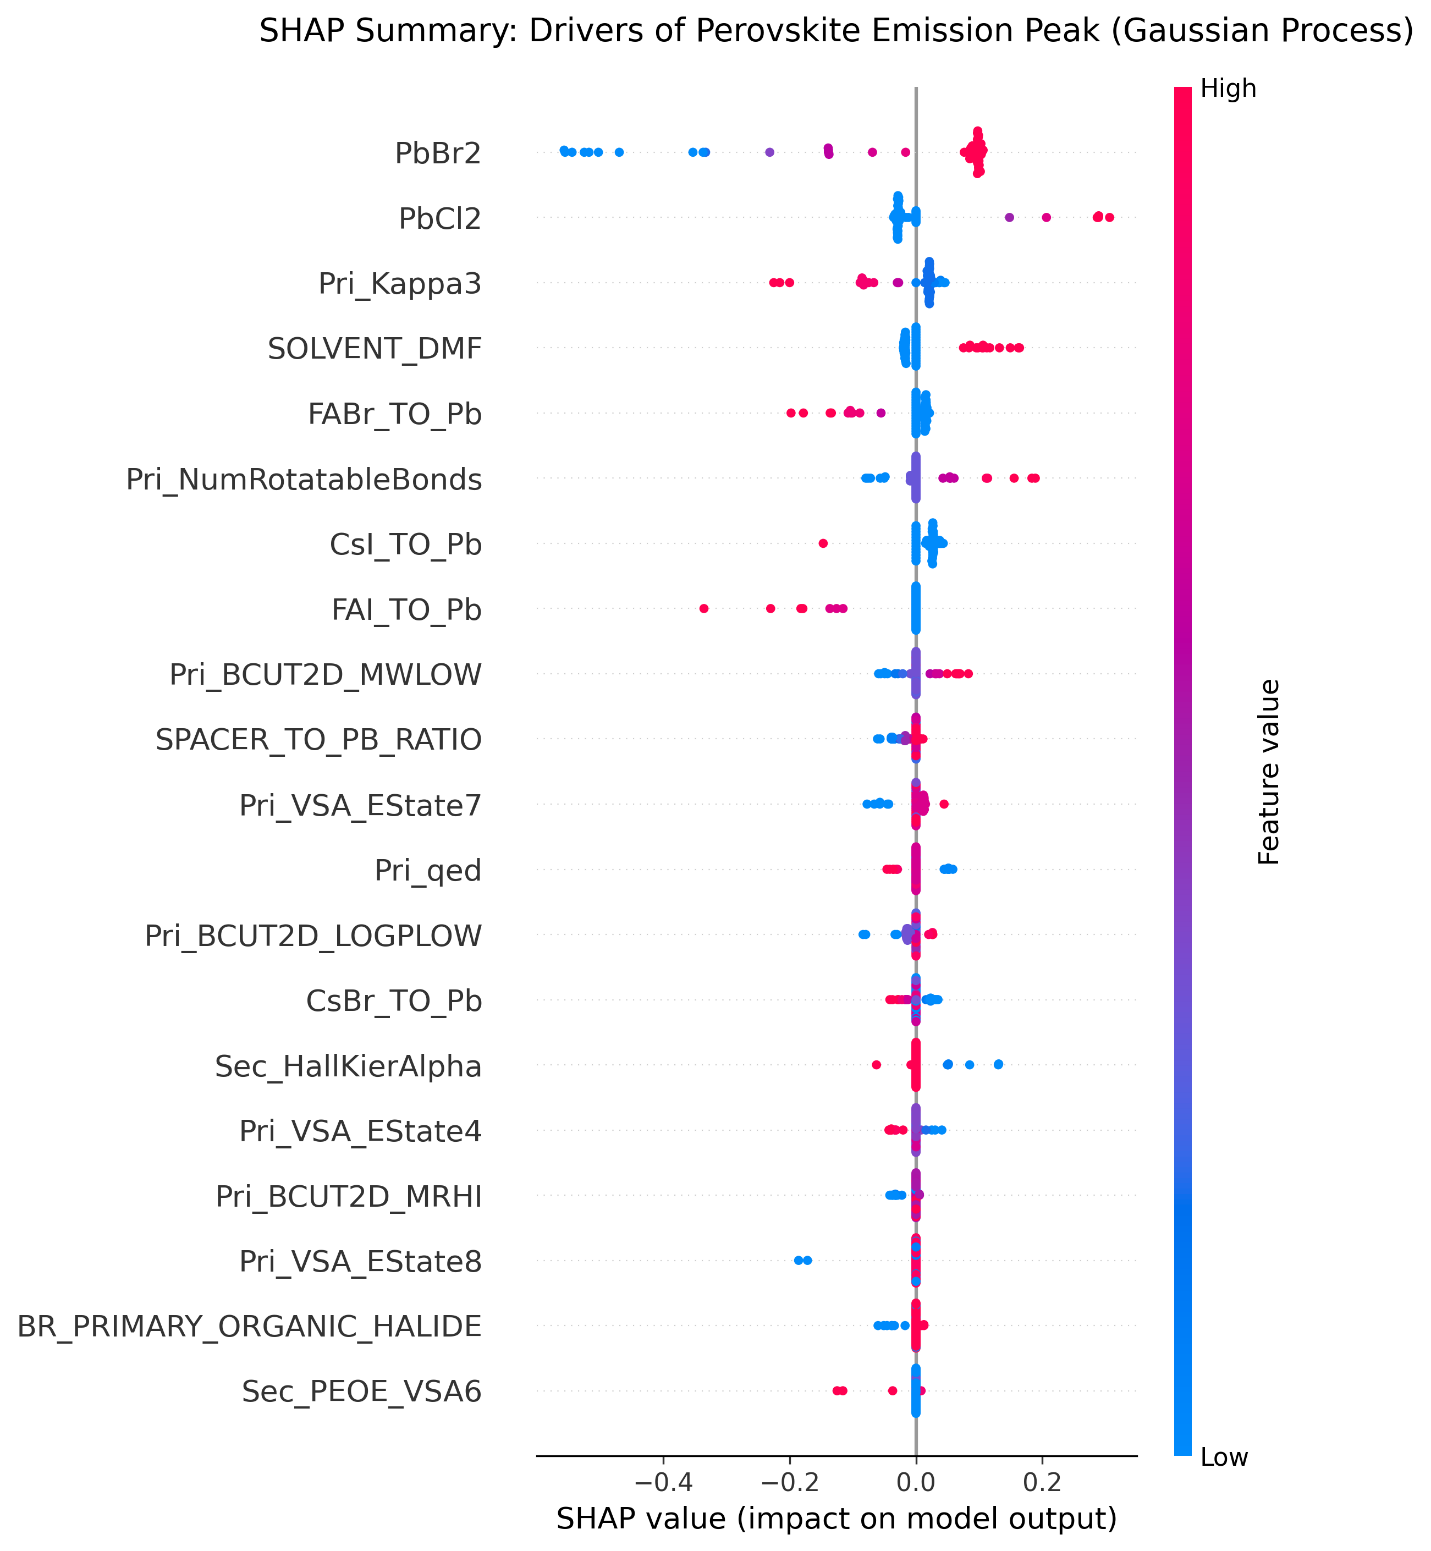 SHAP Summary: Drivers of Perovskite Emission Peak (Gaussian Process)
High
PbBr2
PbCl2
Pri_Kappa3
SOLVENT_DMF
FABr_TO_Pb
Pri_NumRotatableBonds
CsI_TO_Pb
FAI_TO_Pb
Pri_BCUT2D_MWLOW
SPACER_TO_PB_RATIO
Pri_VSA_EState7
Pri_qed
Pri_BCUT2D_LOGPLOW
CsBr_TO_Pb
Sec_HallKierAlpha
Pri_VSA_EState4
Pri_BCUT2D_MRHI
Pri_VSA_EState8
BR_PRIMARY_ORGANIC_HALIDE
Sec_PEOE_VSA6
Feature value
Low
−0.4 −0.2 0.0 0.2
SHAP value (impact on model output)